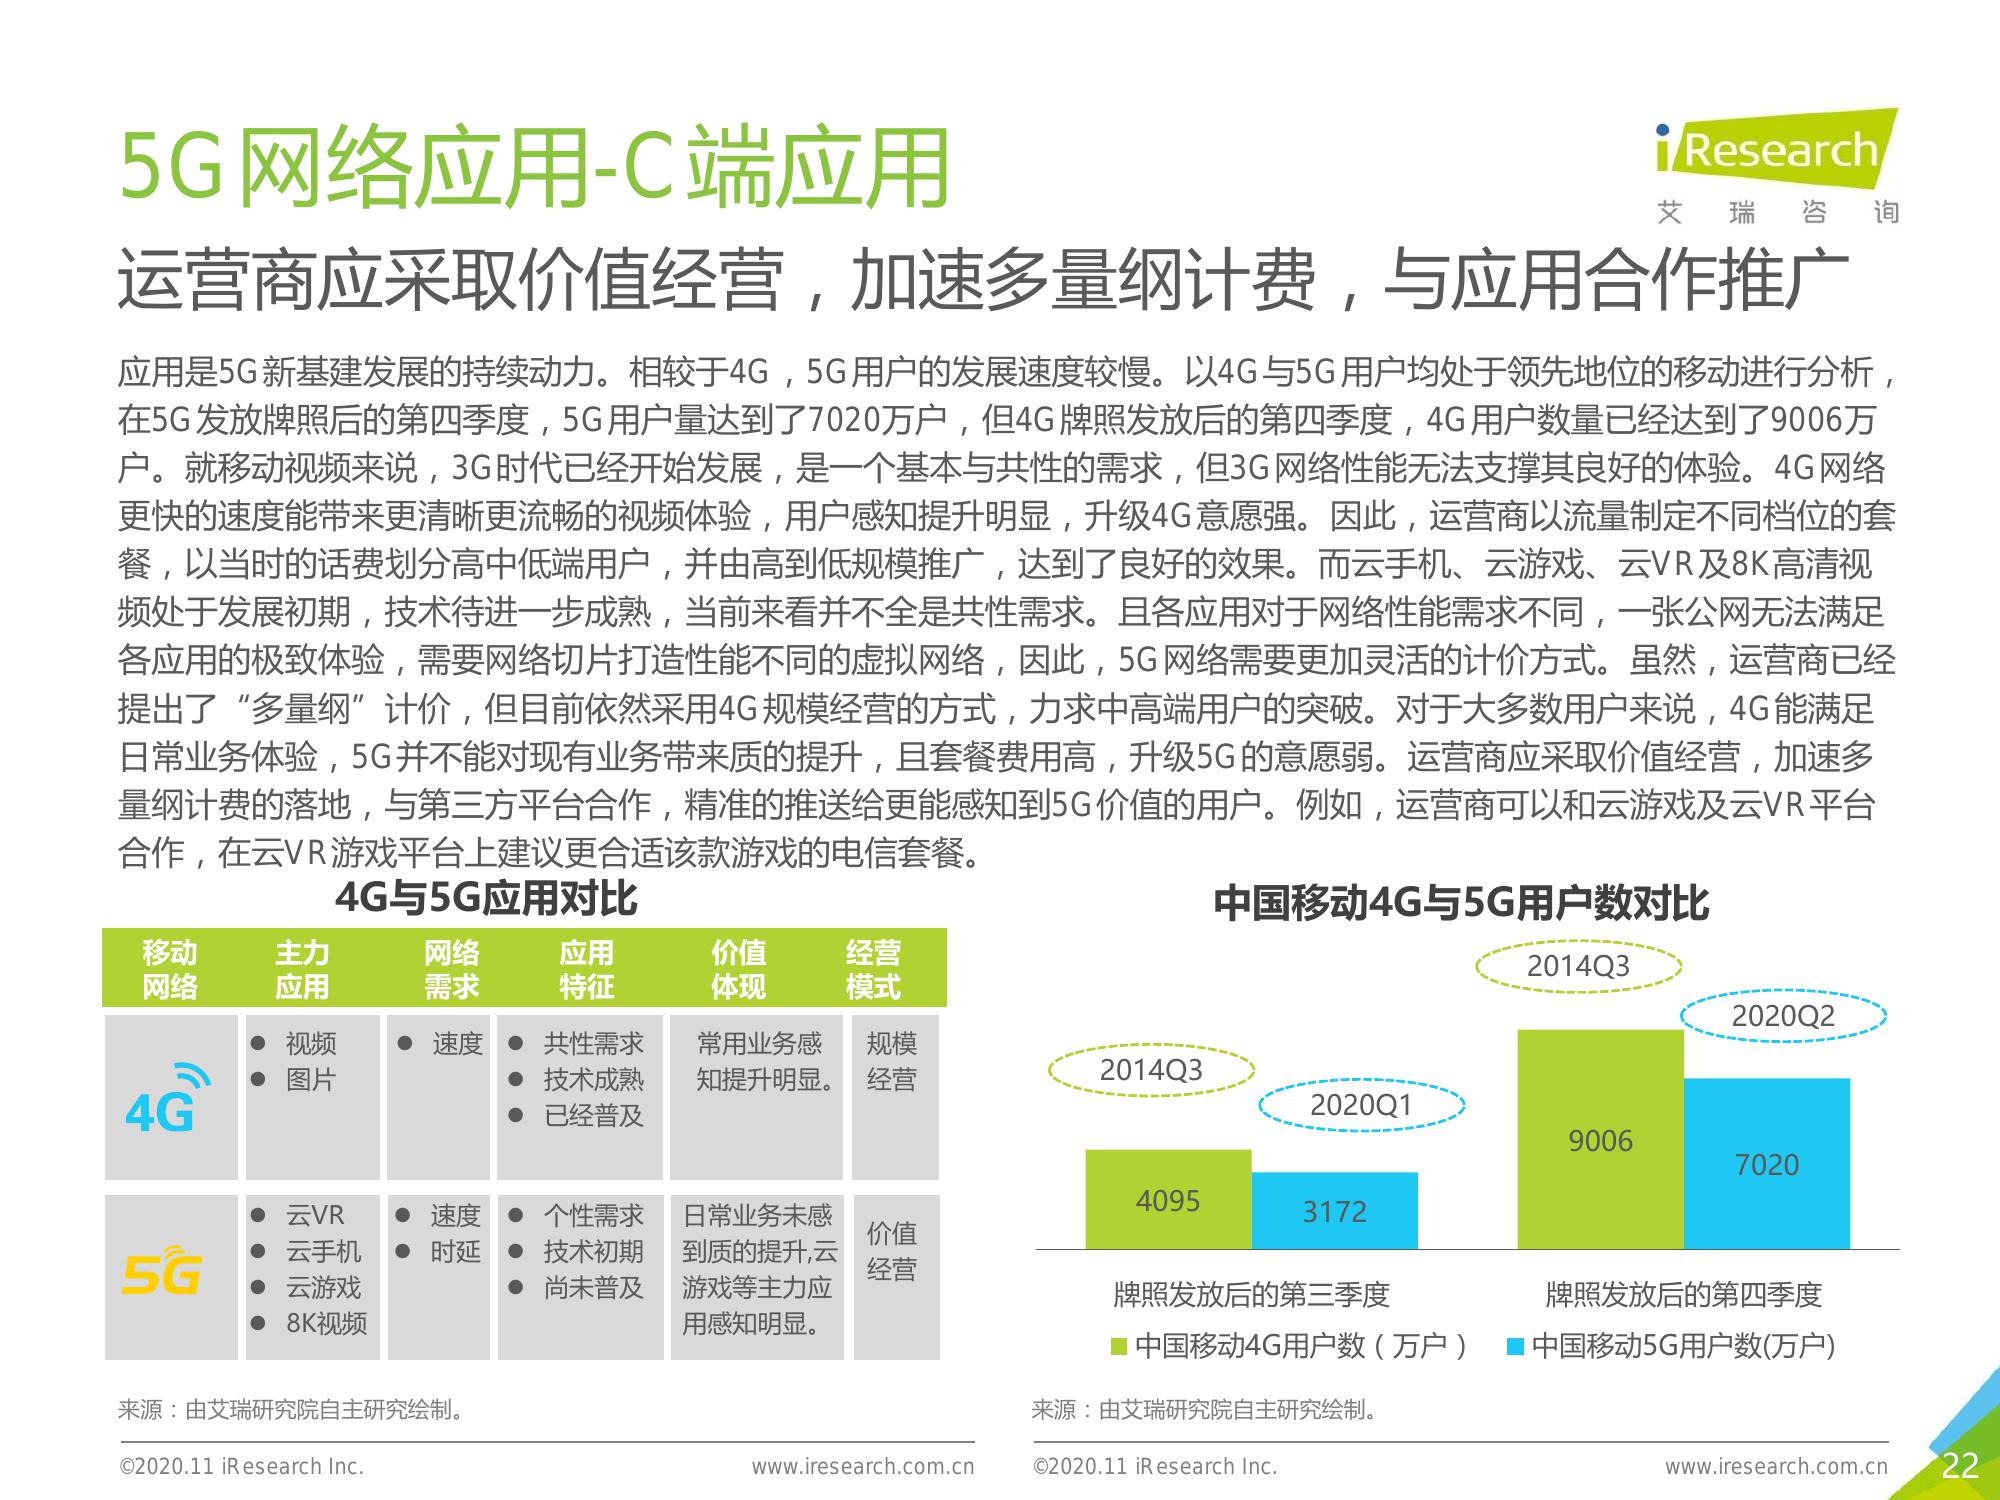 5G网络应用-C端应用
iResearch
艾瑞咨询
运营商应采取价值经营，加速多量纲计费，与应用合作推广
应用是5G新基建发展的持续动力。相较于4G，5G用户的发展速度较慢。以4G与5G用户均处于领先地位的移动进行分析，
在5G发放牌照后的第四季度，5G用户量达到了7020万户，但4G牌照发放后的第四季度，4G用户数量已经达到了9006万
户。就移动视频来说，3G时代已经开始发展，是一个基本与共性的需求，但3G网络性能无法支撑其良好的体验。4G网络
更快的速度能带来更清晰更流畅的视频体验，用户感知提升明显，升级4G意愿强。因此，运营商以流量制定不同档位的套
餐，以当时的话费划分高中低端用户，并由高到低规模推广，达到了良好的效果。而云手机、云游戏、云VR及8K高清视
频处于发展初期，技术待进一步成熟，当前来看并不全是共性需求。且各应用对于网络性能需求不同，一张公网无法满足
各应用的极致体验，需要网络切片打造性能不同的虚拟网络，因此，5G网络需要更加灵活的计价方式。虽然，运营商已经
提出了“多量纲”计价，但目前依然采用4G规模经营的方式，力求中高端用户的突破。对于大多数用户来说，4G能满足
日常业务体验，5G并不能对现有业务带来质的提升，且套餐费用高，升级5G的意愿弱。运营商应采取价值经营，加速多
量纲计费的落地，与第三方平台合作，精准的推送给更能感知到5G价值的用户。例如，运营商可以和云游戏及云VR平台
合作，在云VR游戏平台上建议更合适该款游戏的电信套餐。
4G与5G应用对比
移动 主力 网络 应用 价值 经营
网络 应用 需求 特征 体现 模式
4G
● 视频
● 图片
● 速度
● 共性需求
● 技术成熟
● 已经普及
常用业务感
知提升明显。
规模
经营
5G
● 云VR
● 云手机
● 云游戏
● 8K视频
● 速度
● 时延
● 个性需求
● 技术初期
● 尚未普及
日常业务未感
到质的提升,云
游戏等主力应
用感知明显。
价值
经营
来源：由艾瑞研究院自主研究绘制。
中国移动4G与5G用户数对比
2014Q3
2020Q2
2014Q3
2020Q1
4095
3172
9006
7020
牌照发放后的第三季度
牌照发放后的第四季度
中国移动4G用户数（万户）
中国移动5G用户数(万户)
来源：由艾瑞研究院自主研究绘制。
©2020.11 iResearch Inc.
www.iresearch.com.cn
©2020.11 iResearch Inc.
www.iresearch.com.cn
22